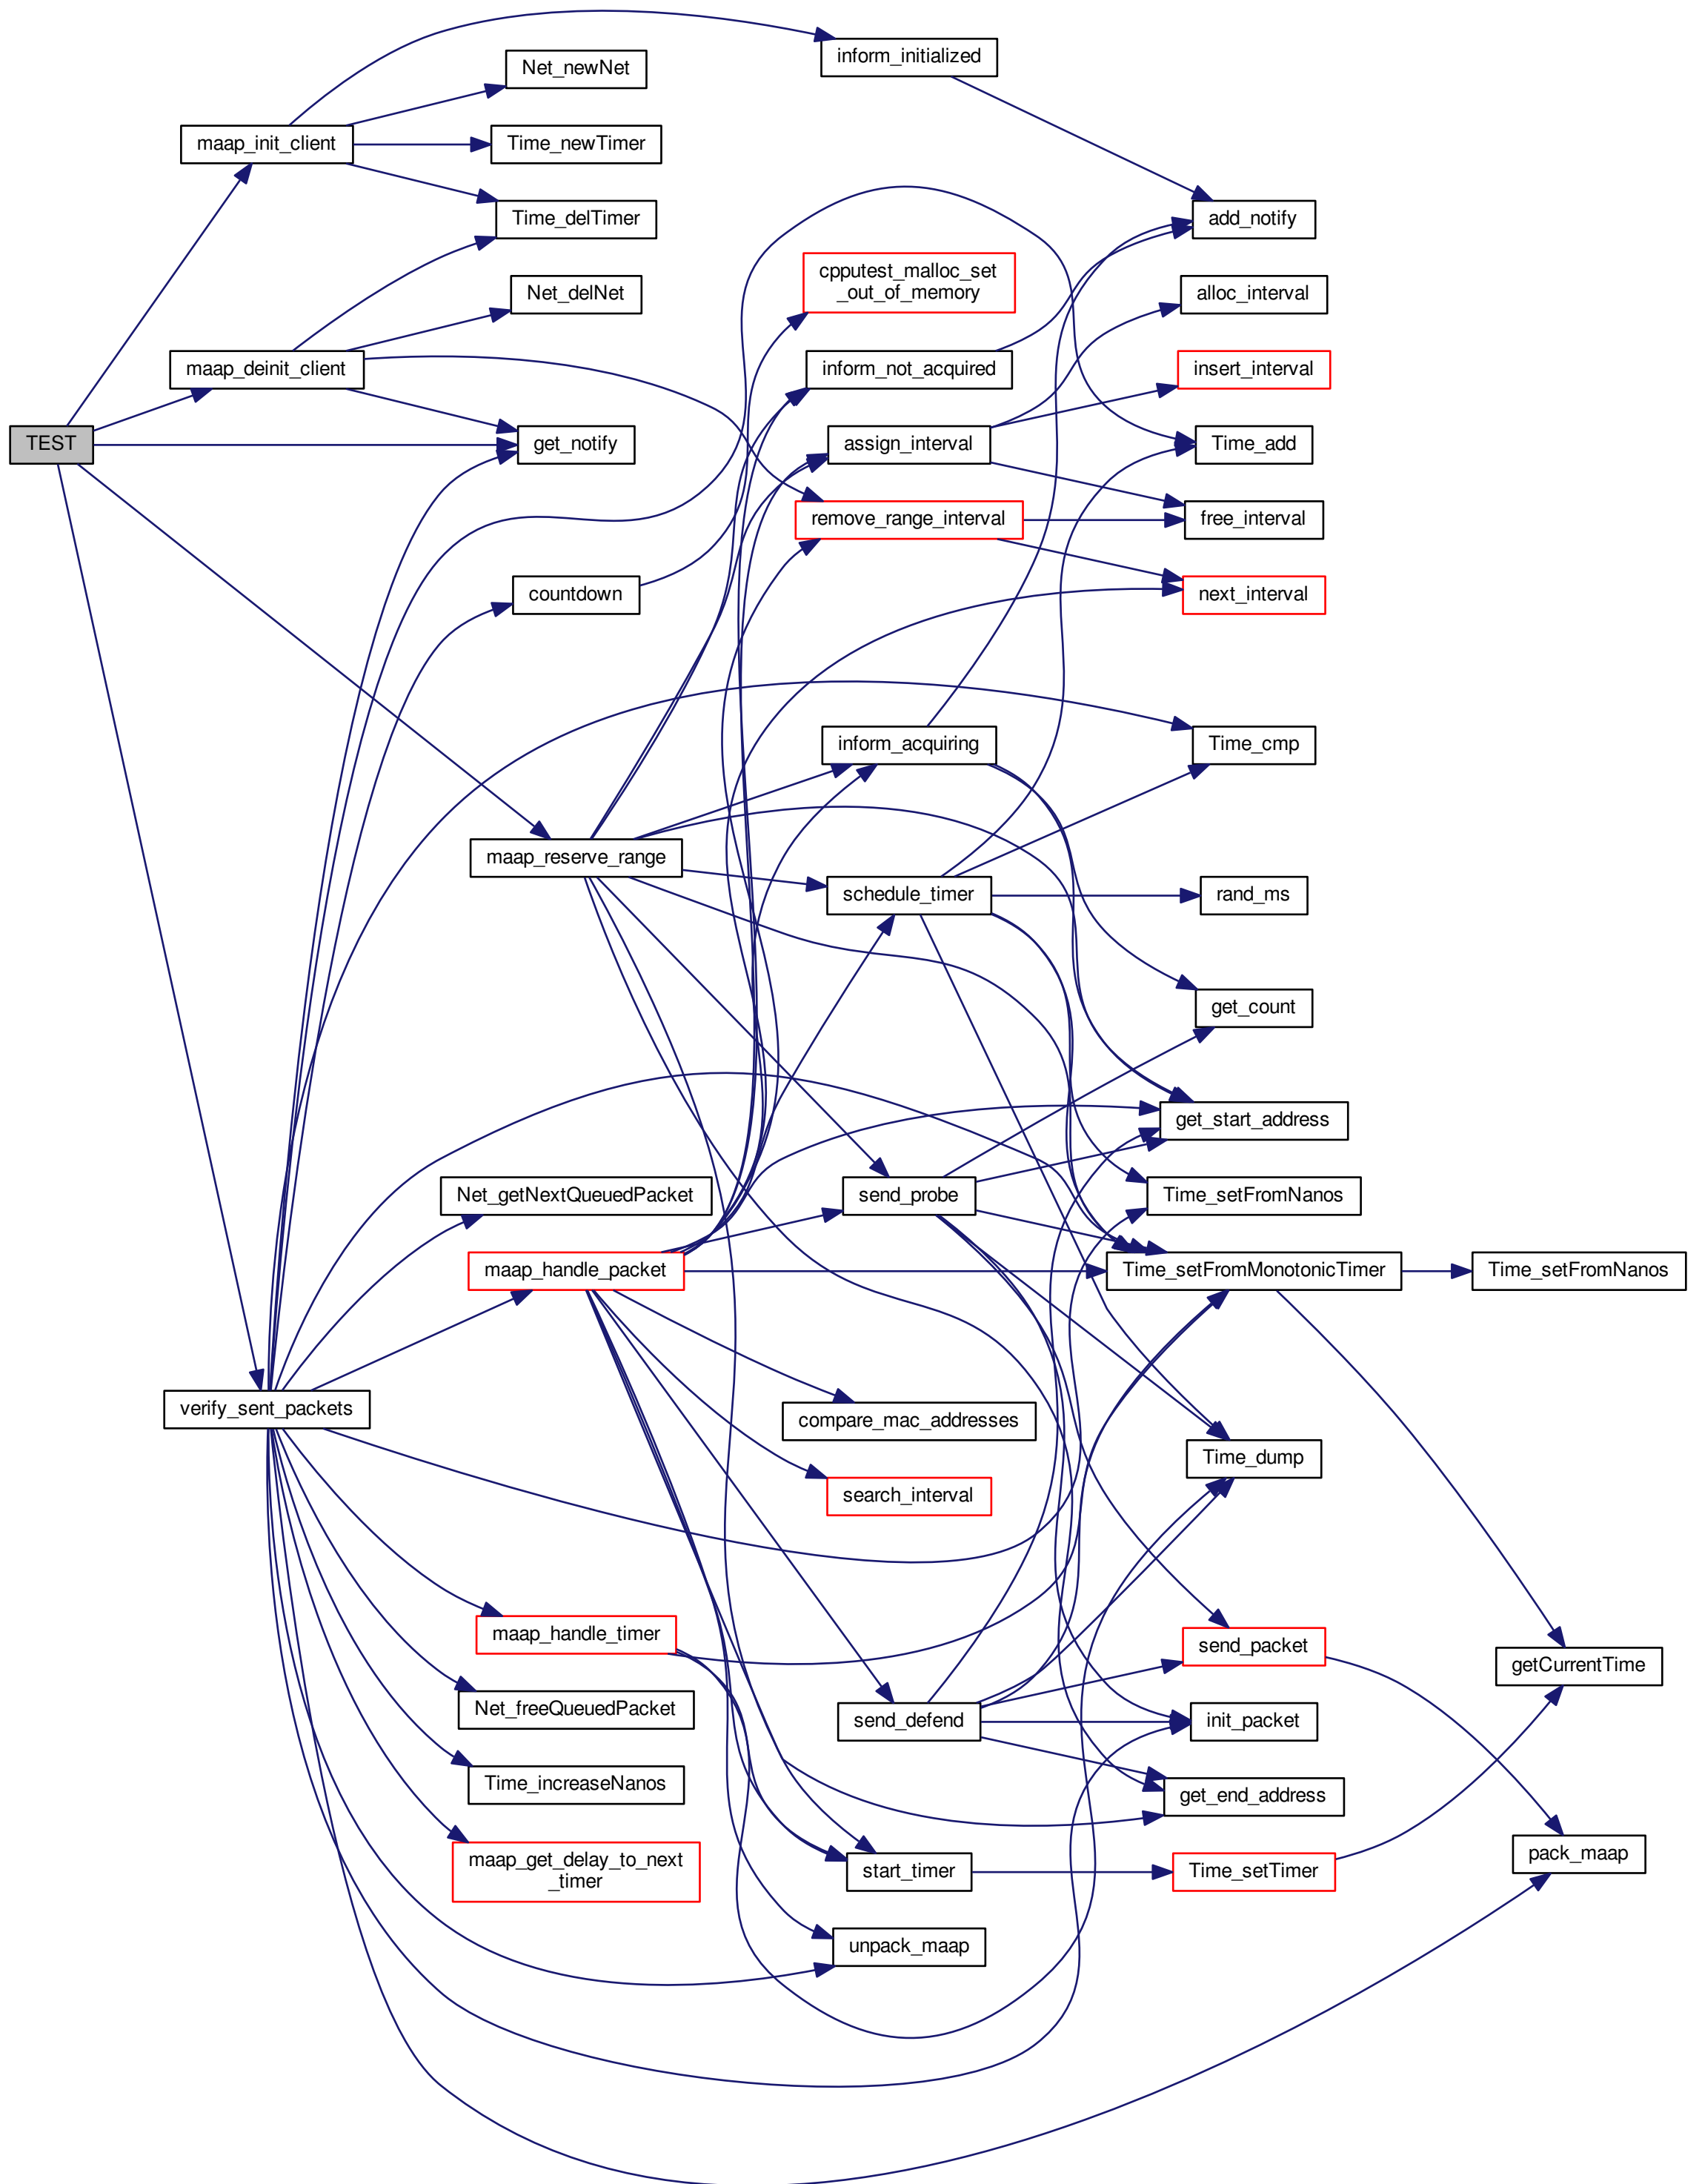 inform_initialized
Net_newNet
maap_init_client
Time_newTimer
Time_delTimer
add_notify
cpputest_malloc_set
_out_of_memory
Net_delNet
alloc_interval
maap_deinit_client
inform_not_acquired
insert_interval
TEST
get_notify
assign_interval
Time_add
remove_range_interval
free_interval
countdown
next_interval
inform_acquiring
Time_cmp
maap_reserve_range
schedule_timer
rand_ms
get_count
get_start_address
Net_getNextQueuedPacket
send_probe
Time_setFromNanos
maap_handle_packet
Time_setFromMonotonicTimer
Time_setFromNanos
verify_sent_packets
compare_mac_addresses
Time_dump
search_interval
maap_handle_timer
send_packet
getCurrentTime
Net_freeQueuedPacket
send_defend
init_packet
Time_increaseNanos
get_end_address
maap_get_delay_to_next
_timer
start_timer
Time_setTimer
pack_maap
unpack_maap